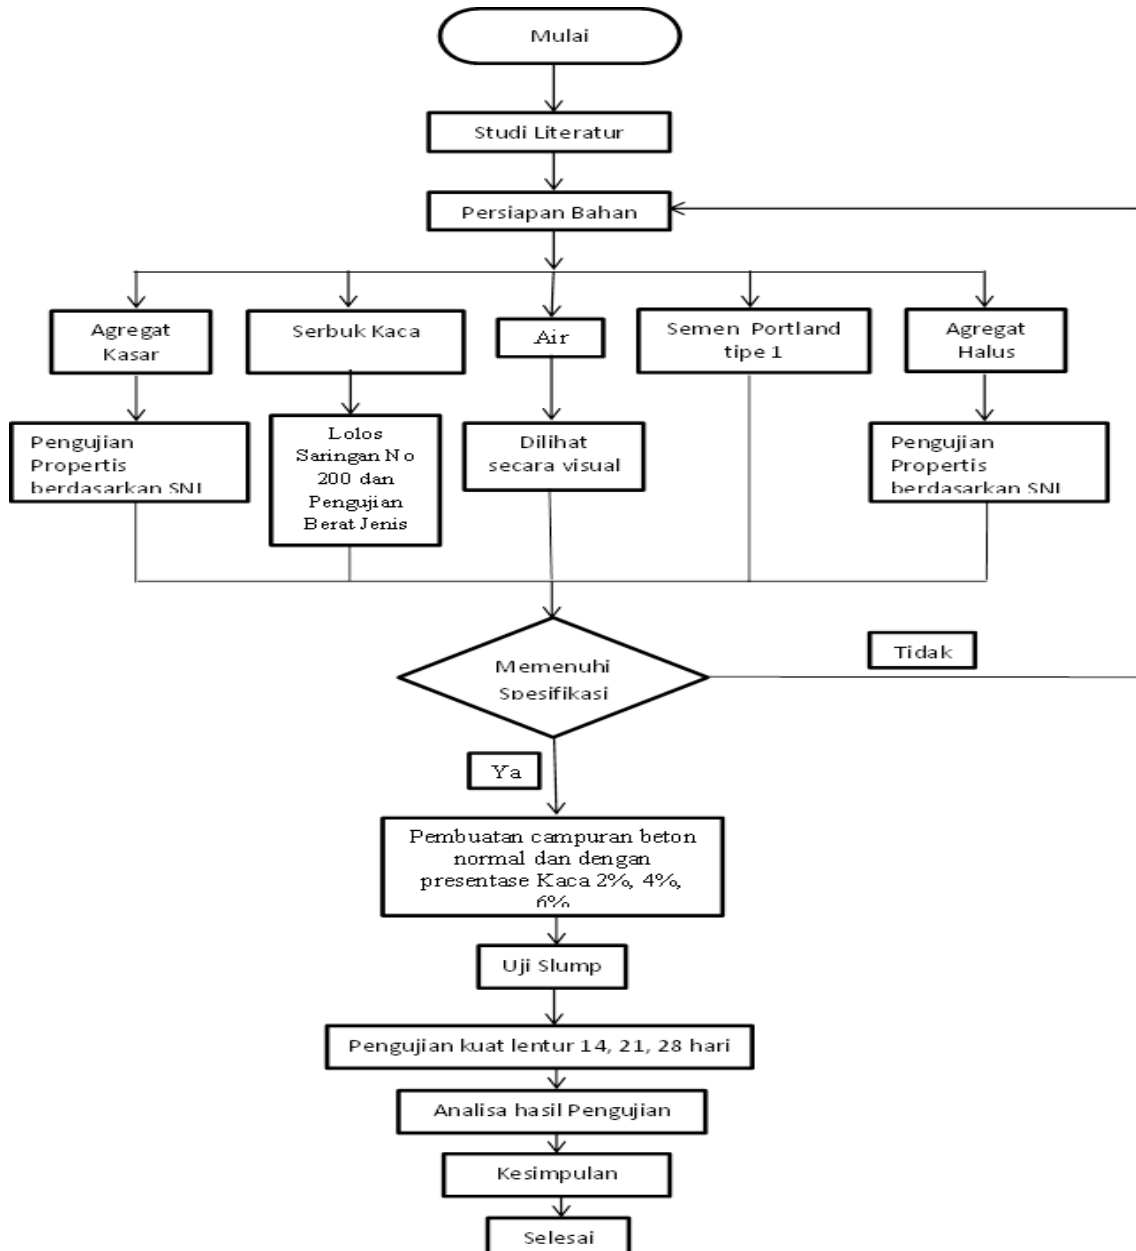 Mulai
Studi Literatur
Persiapan Bahan
Agregat
Kasar
Serbuk Kaca
Air
Semen Portland
tipe 1
Agregat
Halus
Pengujian
Propertis
berdasarkan SNI
Lolos
Saringan No
200 dan
Pengujian
Berat Jenis
Dilihat
secara visual
Pengujian
Propertis
berdasarkan SNI
Memenuhi
Spesifikasi
Tidak
Ya
Pembuatan campuran beton
normal dan dengan
presentase Kaca 2%, 4%,
6%
Uji Slump
Pengujian kuat lentur 14, 21, 28 hari
Analisa hasil Pengujian
Kesimpulan
Selesai